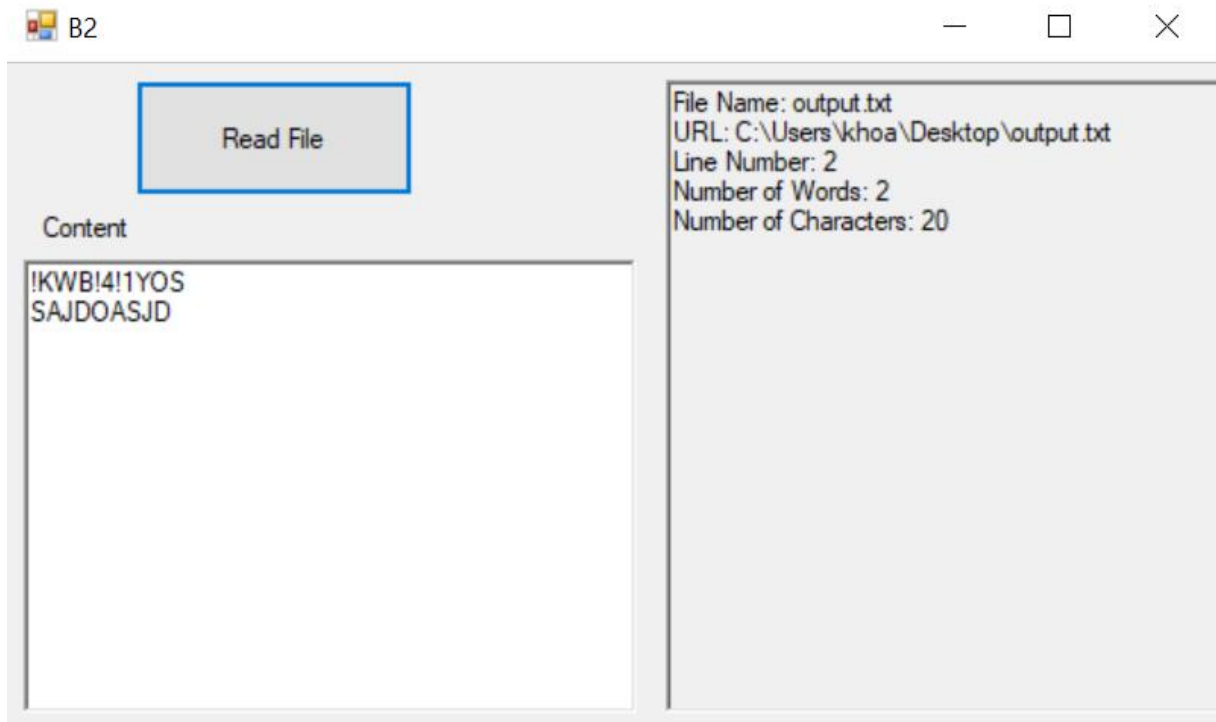 B2
Read File
Content
!KWB!4!1YOS
SAJDOASJD
File Name: output.txt
URL: C:\Users\khoa\Desktop\output.txt
Line Number: 2
Number of Words: 2
Number of Characters: 20